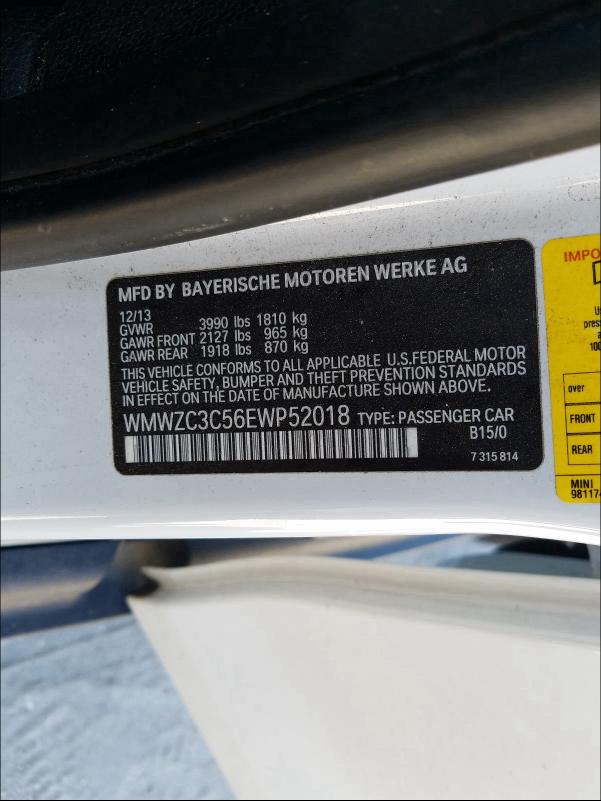 MFD BY BAYERISCHE MOTOREN WERKE AG
12/13
GVWR 3990 lbs 1810 kg
GAWR FRONT 2127 lbs 965 kg
GAWR REAR 1918 lbs 870 kg
THIS VEHICLE CONFORMS TO ALL APPLICABLE U.S.FEDERAL MOTOR
VEHICLE SAFETY, BUMPER AND THEFT PREVENTION STANDARDS
IN EFFECT ON THE DATE OF MANUFACTURE SHOWN ABOVE.
WMWZC3C56EWP52018 TYPE: PASSENGER CAR
B15/0
7 315 814
IMPO
over
FRONT
REAR
MINI
98117